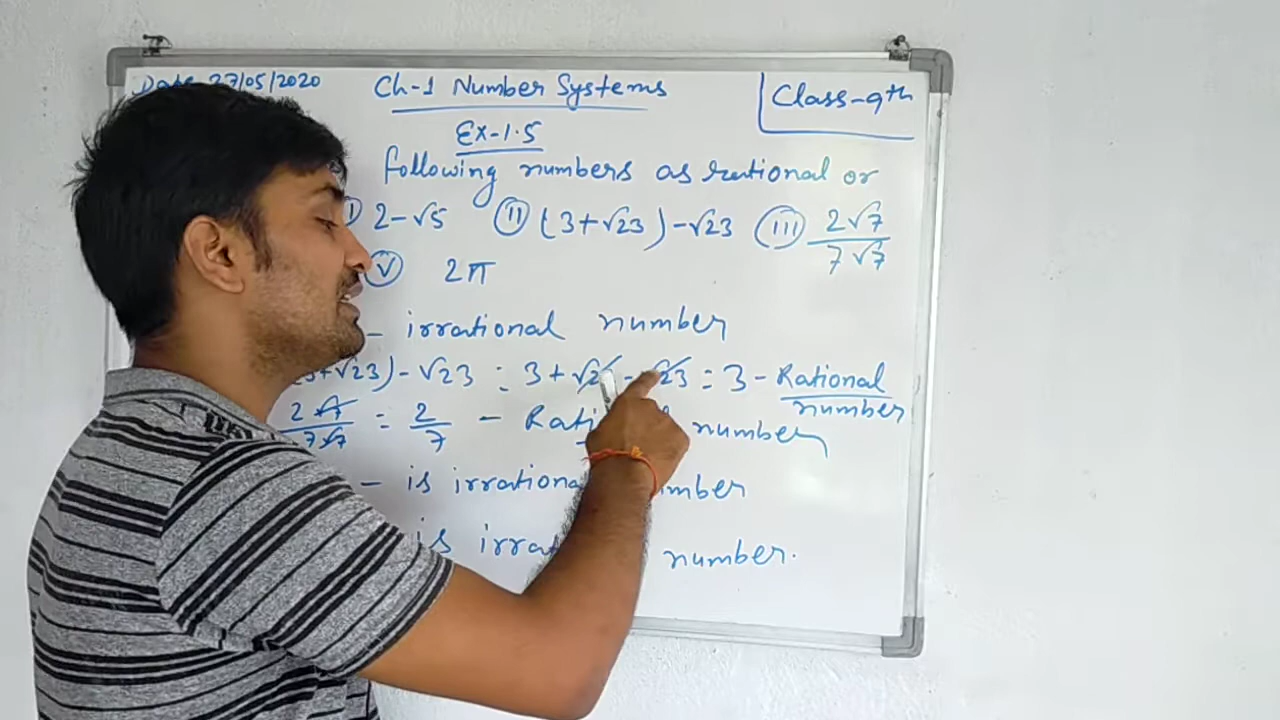 Date 27/05/2020 Ch-1 Number Systems Class-9th
Ex-1.5
following numbers as rational or
(I) 2-√5 (II) (3+√23)-√23 (III) 2√7/7√7
(V) 2π
- irrational number
+√23)-√23 = 3+√23-√23 = 3 - Rational number
2√7/7√7 = 2/7 - number
- is irrational number
is number.